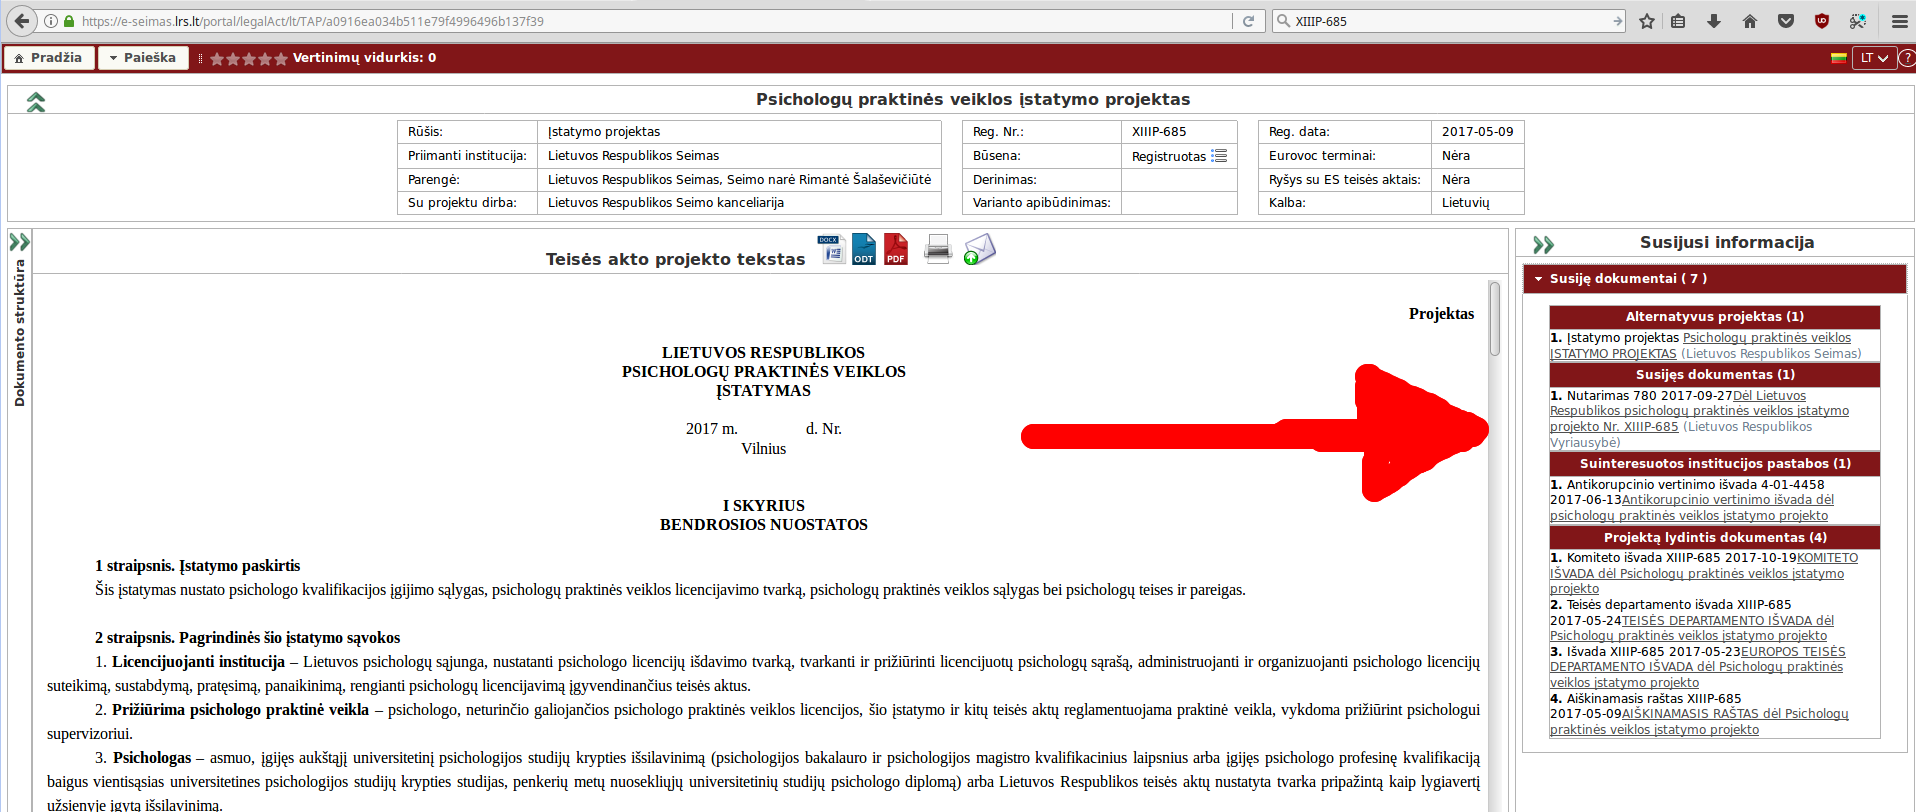 https://e-seimas.lrs.lt/portal/legalAct/lt/TAP/a0916ea034b511e79f4996496b137f39
XIIIP-685
Pradžia
Paieška
Vertinimų vidurkis: 0
LT
?
Psichologų praktinės veiklos įstatymo projektas
Rūšis: Įstatymo projektas
Priimanti institucija: Lietuvos Respublikos Seimas
Parengė: Lietuvos Respublikos Seimas, Seimo narė Rimantė Šalaševičiūtė
Su projektu dirba: Lietuvos Respublikos Seimo kanceliarija
Reg. Nr.: XIIIP-685
Būsena: Registruotas
Derinimas:
Varianto apibūdinimas:
Reg. data: 2017-05-09
Eurovoc terminai: Nėra
Ryšys su ES teisės aktais: Nėra
Kalba: Lietuvių
Dokumento struktūra
Teisės akto projekto tekstas
DOCX
W
ODT
PDF
Projektas
LIETUVOS RESPUBLIKOS
PSICHOLOGŲ PRAKTINĖS VEIKLOS
ĮSTATYMAS
2017 m. d. Nr.
Vilnius
I SKYRIUS
BENDROSIOS NUOSTATOS
1 straipsnis. Įstatymo paskirtis
Šis įstatymas nustato psichologo kvalifikacijos įgijimo sąlygas, psichologų praktinės veiklos licencijavimo tvarką, psichologų praktinės veiklos sąlygas bei psichologų teises ir pareigas.
2 straipsnis. Pagrindinės šio įstatymo sąvokos
1. Licencijuojanti institucija – Lietuvos psichologų sąjunga, nustatanti psichologo licencijų išdavimo tvarką, tvarkanti ir prižiūrinti licencijuotų psichologų sąrašą, administruojanti ir organizuojanti psichologo licencijų
suteikimą, sustabdymą, pratęsimą, panaikinimą, rengianti psichologų licencijavimą įgyvendinančius teisės aktus.
2. Prižiūrima psichologo praktinė veikla – psichologo, neturinčio galiojančios psichologo praktinės veiklos licencijos, šio įstatymo ir kitų teisės aktų reglamentuojama praktinė veikla, vykdoma prižiūrint psichologui
supervizoriui.
3. Psichologas – asmuo, įgijęs aukštąjį universitetinį psichologijos studijų krypties išsilavinimą (psichologijos bakalauro ir psichologijos magistro kvalifikacinius laipsnius arba įgijęs psichologo profesinę kvalifikaciją
baigus vientisąsias universitetines psichologijos studijų krypties studijas, penkerių metų nuosekliųjų universitetinių studijų psichologo diplomą) arba Lietuvos Respublikos teisės aktų nustatyta tvarka pripažintą kaip lygiavertį
užsienyje įgytą išsilavinimą.
Susijusi informacija
Susiję dokumentai ( 7 )
Alternatyvus projektas (1)
1. Įstatymo projektas Psichologų praktinės veiklos
ĮSTATYMO PROJEKTAS (Lietuvos Respublikos Seimas)
Susijęs dokumentas (1)
1. Nutarimas 780 2017-09-27Dėl Lietuvos
Respublikos psichologų praktinės veiklos įstatymo
projekto Nr. XIIIP-685 (Lietuvos Respublikos
Vyriausybė)
Suinteresuotos institucijos pastabos (1)
1. Antikorupcinio vertinimo išvada 4-01-4458
2017-06-13Antikorupcinio vertinimo išvada dėl
psichologų praktinės veiklos įstatymo projekto
Projektą lydintis dokumentas (4)
1. Komiteto išvada XIIIP-685 2017-10-19KOMITETO
IŠVADA dėl Psichologų praktinės veiklos įstatymo
projekto
2. Teisės departamento išvada XIIIP-685
2017-05-24TEISĖS DEPARTAMENTO IŠVADA dėl
Psichologų praktinės veiklos įstatymo projekto
3. Išvada XIIIP-685 2017-05-23EUROPOS TEISĖS
DEPARTAMENTO IŠVADA dėl Psichologų praktinės
veiklos įstatymo projekto
4. Aiškinamasis raštas XIIIP-685
2017-05-09AIŠKINAMASIS RAŠTAS dėl Psichologų
praktinės veiklos įstatymo projekto